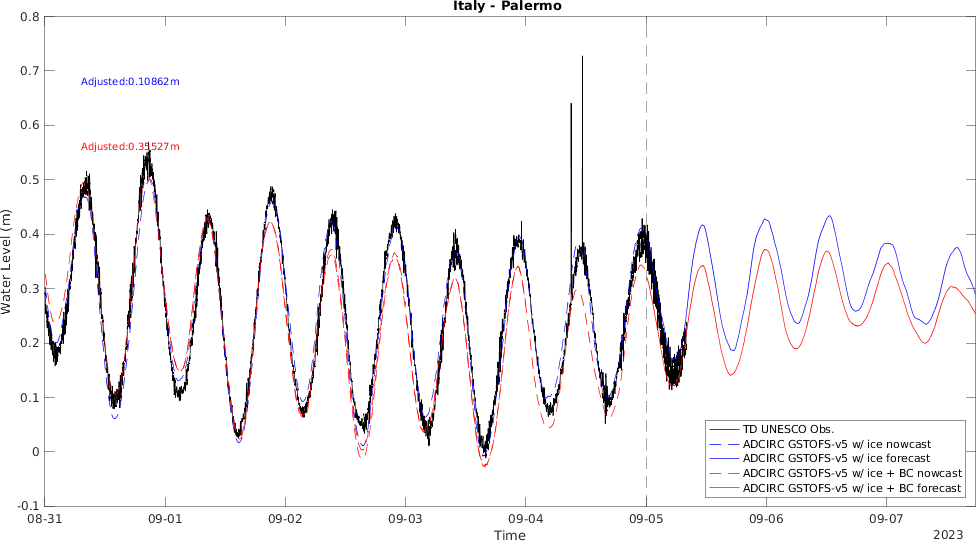 Italy - Palermo
0.8
0.7
0.6
0.5
0.4
0.3
0.2
0.1
0
-0.1
Water Level (m)
Adjusted:0.10862m
Adjusted:0.35527m
TD UNESCO Obs.
ADCIRC GSTOFS-v5 w/ ice nowcast
ADCIRC GSTOFS-v5 w/ ice forecast
ADCIRC GSTOFS-v5 w/ ice + BC nowcast
ADCIRC GSTOFS-v5 w/ ice + BC forecast
08-31 09-01 09-02 09-03 09-04 09-05 09-06 09-07
Time
2023